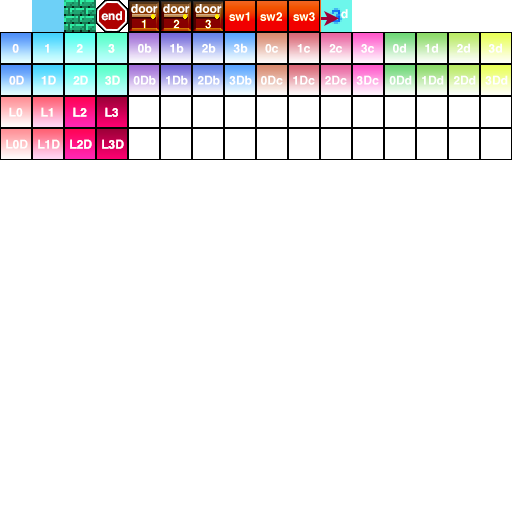 end door 1 door 2 door 3 sw1 sw2 sw3 d
0 1 2 3 0b 1b 2b 3b 0c 1c 2c 3c 0d 1d 2d 3d
0D 1D 2D 3D 0Db 1Db 2Db 3Db 0Dc 1Dc 2Dc 3Dc 0Dd 1Dd 2Dd 3Dd
L0 L1 L2 L3
L0D L1D L2D L3D